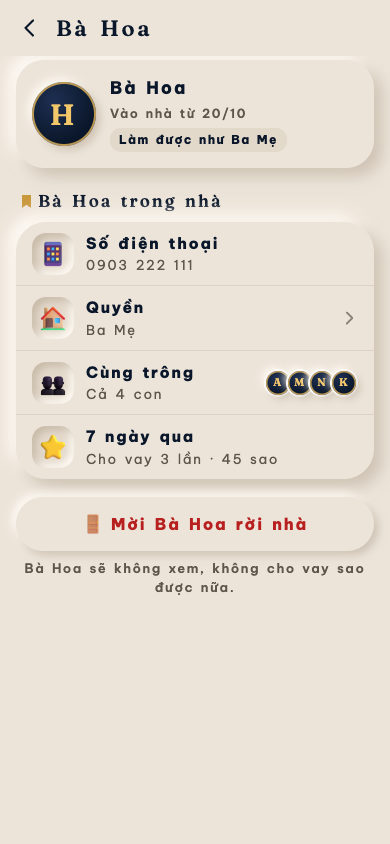 Bà Hoa
H
Bà Hoa
Vào nhà từ 20/10
Làm được như Ba Mẹ
Bà Hoa trong nhà
Số điện thoại
0903 222 111
Quyền
Ba Mẹ
Cùng trông
Cả 4 con
A M N K
7 ngày qua
Cho vay 3 lần · 45 sao
Mời Bà Hoa rời nhà
Bà Hoa sẽ không xem, không cho vay sao
được nữa.